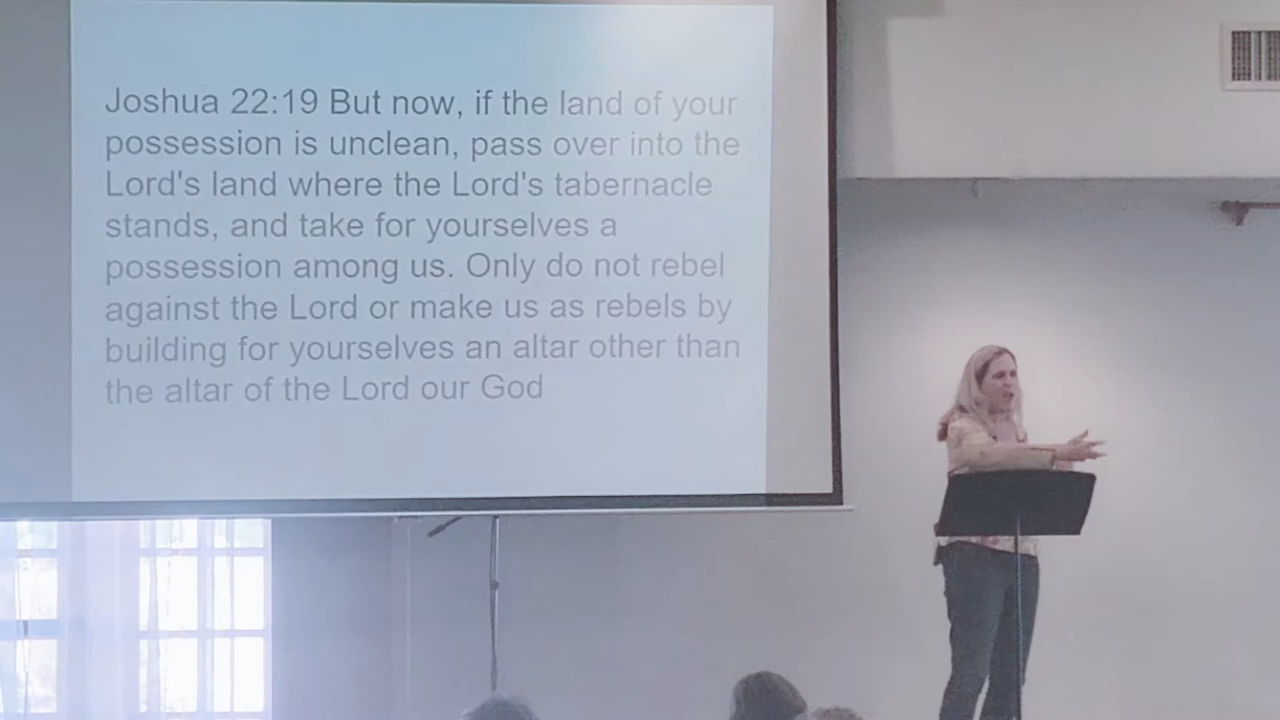 Joshua 22:19 But now, if the land of your
possession is unclean, pass over into the
Lord's land where the Lord's tabernacle
stands, and take for yourselves a
possession among us. Only do not rebel
against the Lord or make us as rebels by
building for yourselves an altar other than
the altar of the Lord our God